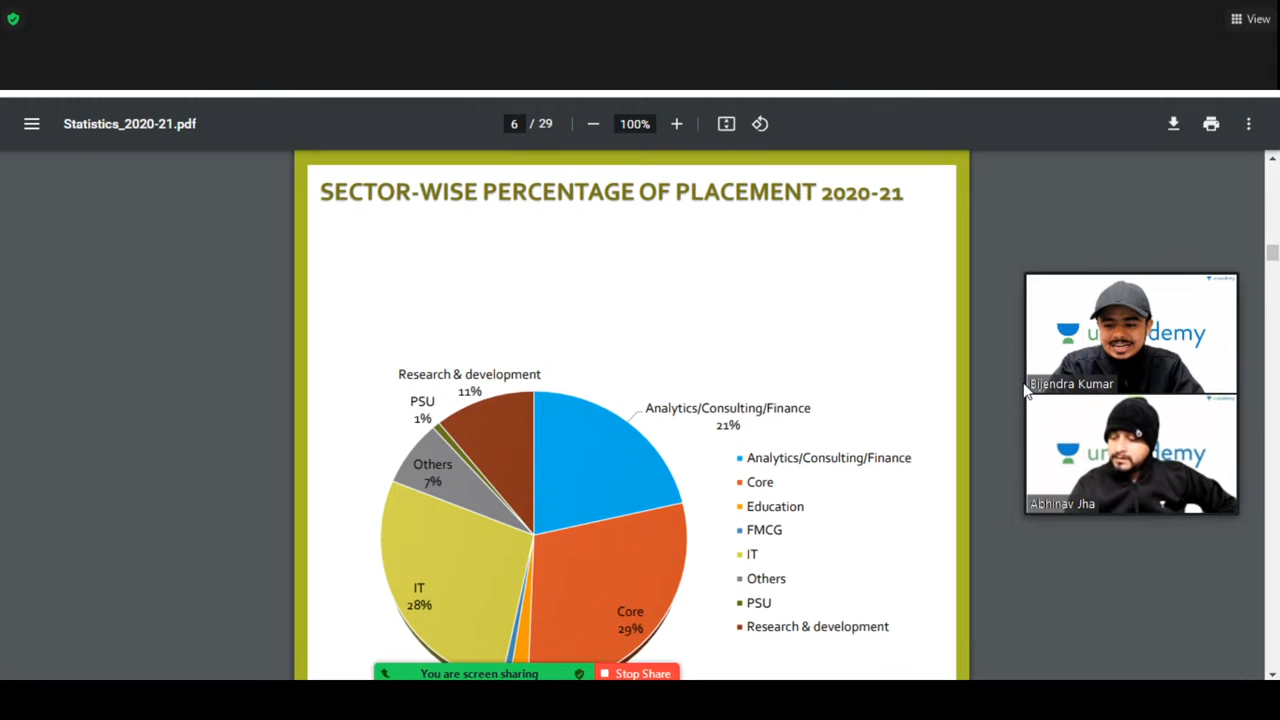 View
Statistics_2020-21.pdf
6 / 29
100%
SECTOR-WISE PERCENTAGE OF PLACEMENT 2020-21
Research & development
11%
PSU
1%
Others
7%
IT
28%
Core
29%
Analytics/Consulting/Finance
21%
Analytics/Consulting/Finance
Core
Education
FMCG
IT
Others
PSU
Research & development
Bijendra Kumar
Abhinav Jha
You are screen sharing
Stop Share